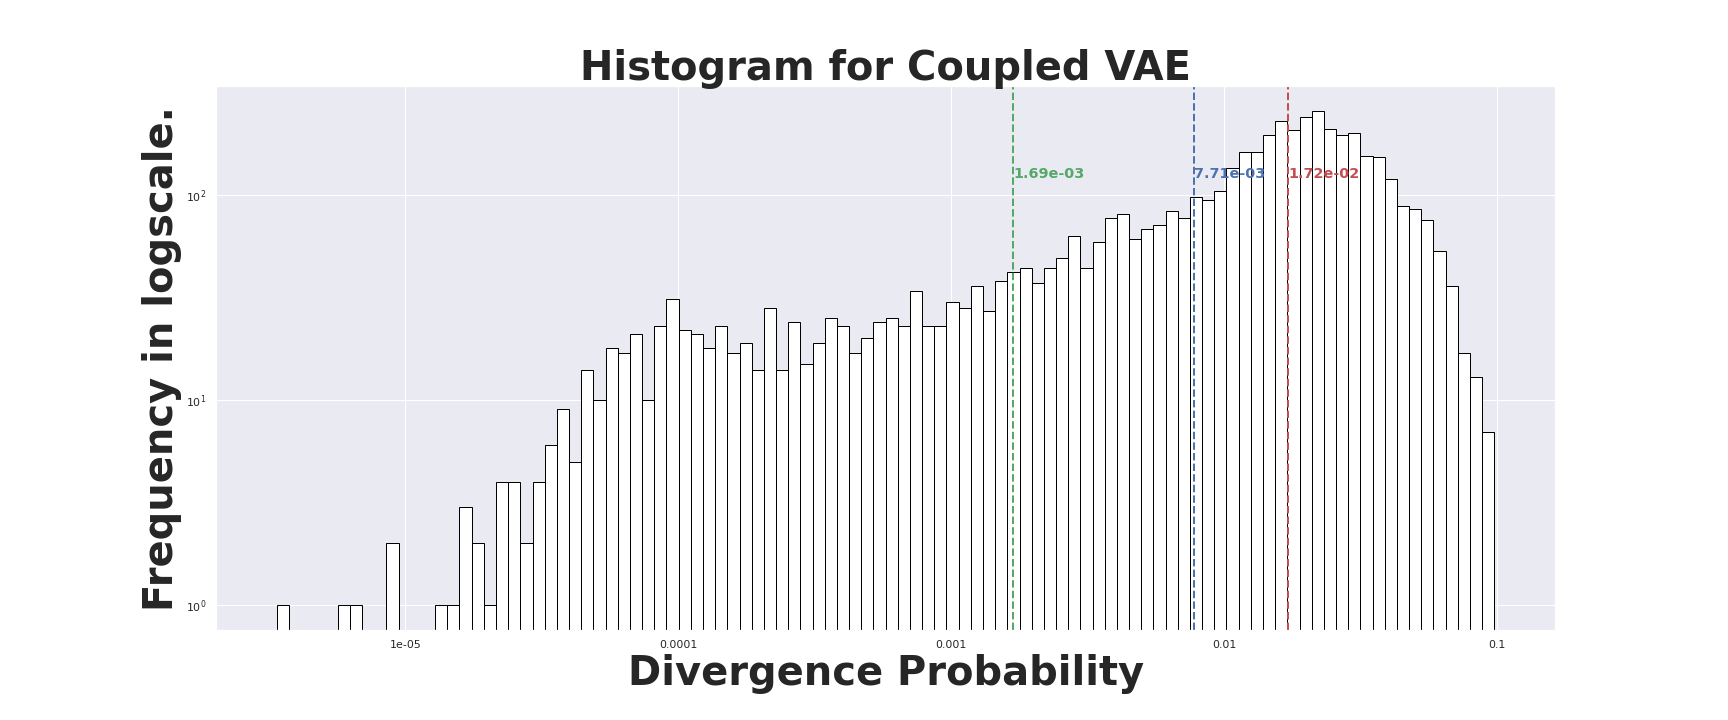 Histogram for Coupled VAE
Frequency in logscale.
10²
10¹
10⁰
1.69e-03
7.71e-03
1.72e-02
1e-05
0.0001
0.001
0.01
0.1
Divergence Probability